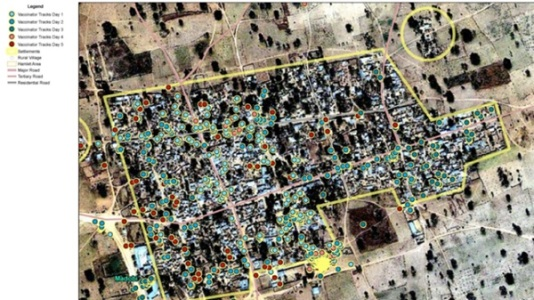 Legend
Vaccinator Tracks Day 1
Vaccinator Tracks Day 2
Vaccinator Tracks Day 3
Vaccinator Tracks Day 4
Vaccinator Tracks Day 5
Settlements
Rural Village
Hamlet Area
Major Road
Tertiary Road
Residential Road